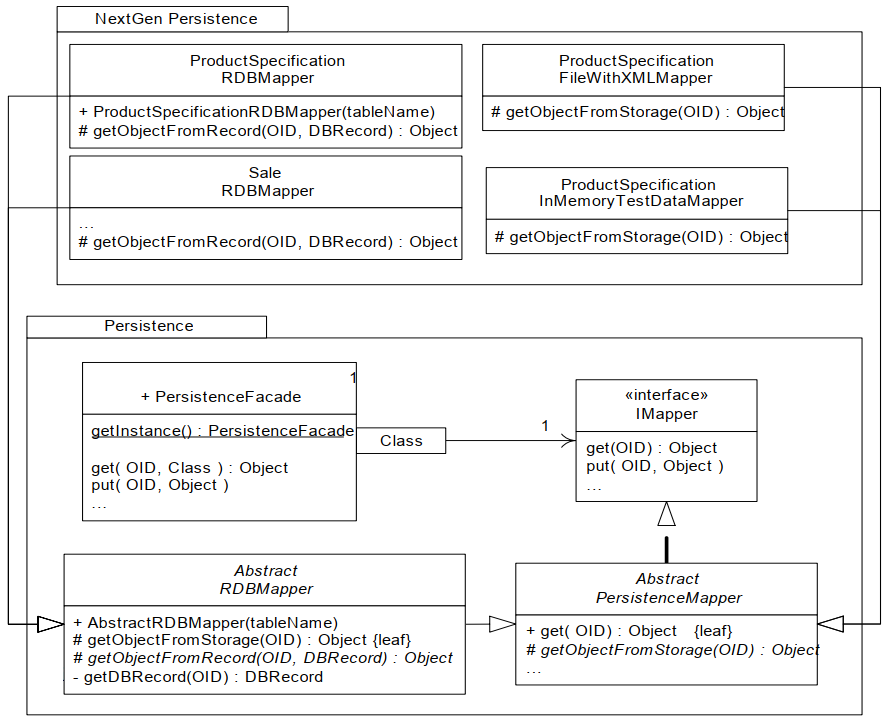 NextGen Persistence
ProductSpecification
RDBMapper
+ ProductSpecificationRDBMapper(tableName)
# getObjectFromRecord(OID, DBRecord) : Object
ProductSpecification
FileWithXMLMapper
# getObjectFromStorage(OID) : Object
Sale
RDBMapper
...
# getObjectFromRecord(OID, DBRecord) : Object
ProductSpecification
InMemoryTestDataMapper
# getObjectFromStorage(OID) : Object
Persistence
1
+ PersistenceFacade
getInstance() : PersistenceFacade
get( OID, Class ) : Object
put( OID, Object )
...
Class
1
«interface»
IMapper
get(OID) : Object
put( OID, Object )
...
Abstract
RDBMapper
+ AbstractRDBMapper(tableName)
# getObjectFromStorage(OID) : Object {leaf}
# getObjectFromRecord(OID, DBRecord) : Object
- getDBRecord(OID) : DBRecord
Abstract
PersistenceMapper
+ get( OID) : Object {leaf}
# getObjectFromStorage(OID) : Object
...